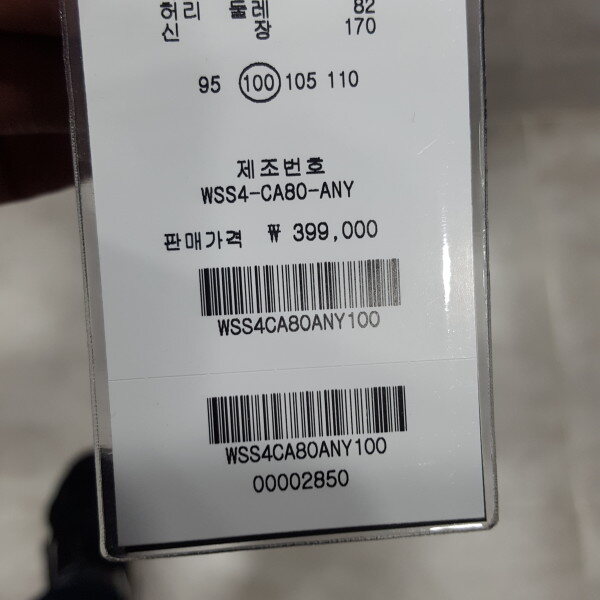 허리 둘레 82
신 장 170
95 100 105 110
제조번호
WSS4-CA80-ANY
판매가격 ₩ 399,000
WSS4CA80ANY100
WSS4CA80ANY100
00002850